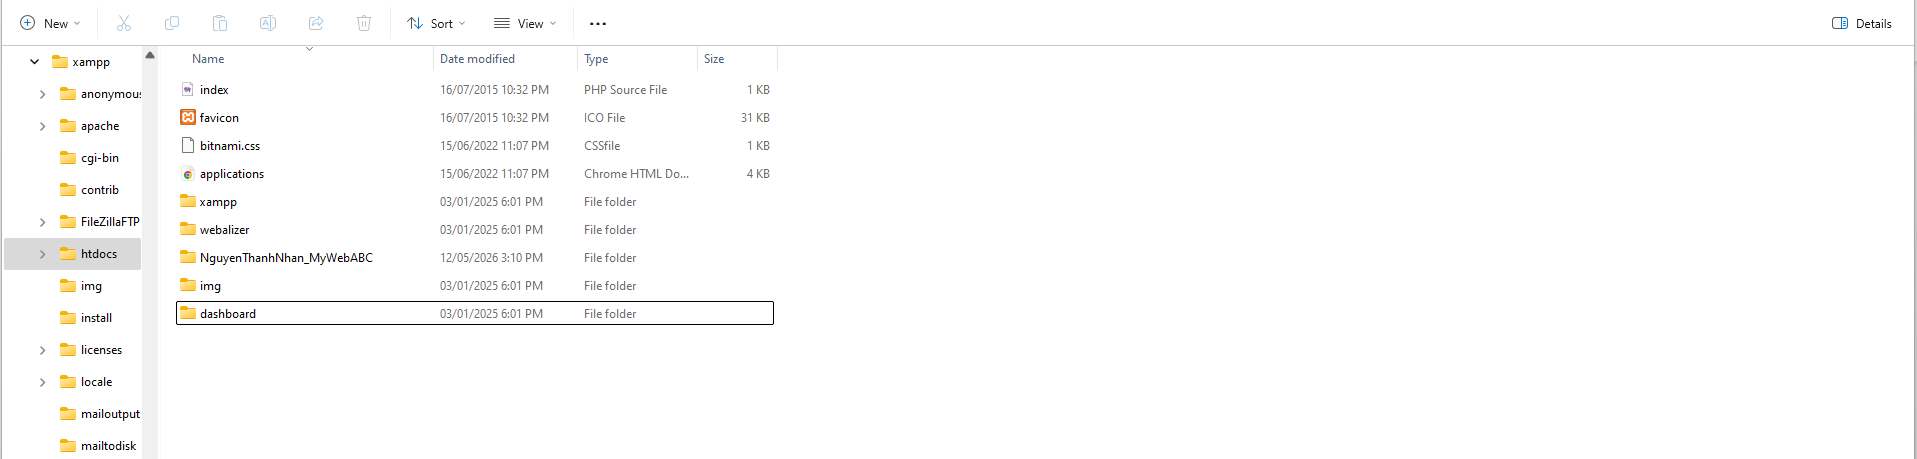 New Sort View ... Details
xampp
anonymous
apache
cgi-bin
contrib
FileZillaFTP
htdocs
img
install
licenses
locale
mailoutput
mailtodisk
Name Date modified Type Size
index 16/07/2015 10:32 PM PHP Source File 1 KB
favicon 16/07/2015 10:32 PM ICO File 31 KB
bitnami.css 15/06/2022 11:07 PM CSSfile 1 KB
applications 15/06/2022 11:07 PM Chrome HTML Do... 4 KB
xampp 03/01/2025 6:01 PM File folder
webalizer 03/01/2025 6:01 PM File folder
NguyenThanhNhan_MyWebABC 12/05/2026 3:10 PM File folder
img 03/01/2025 6:01 PM File folder
dashboard 03/01/2025 6:01 PM File folder